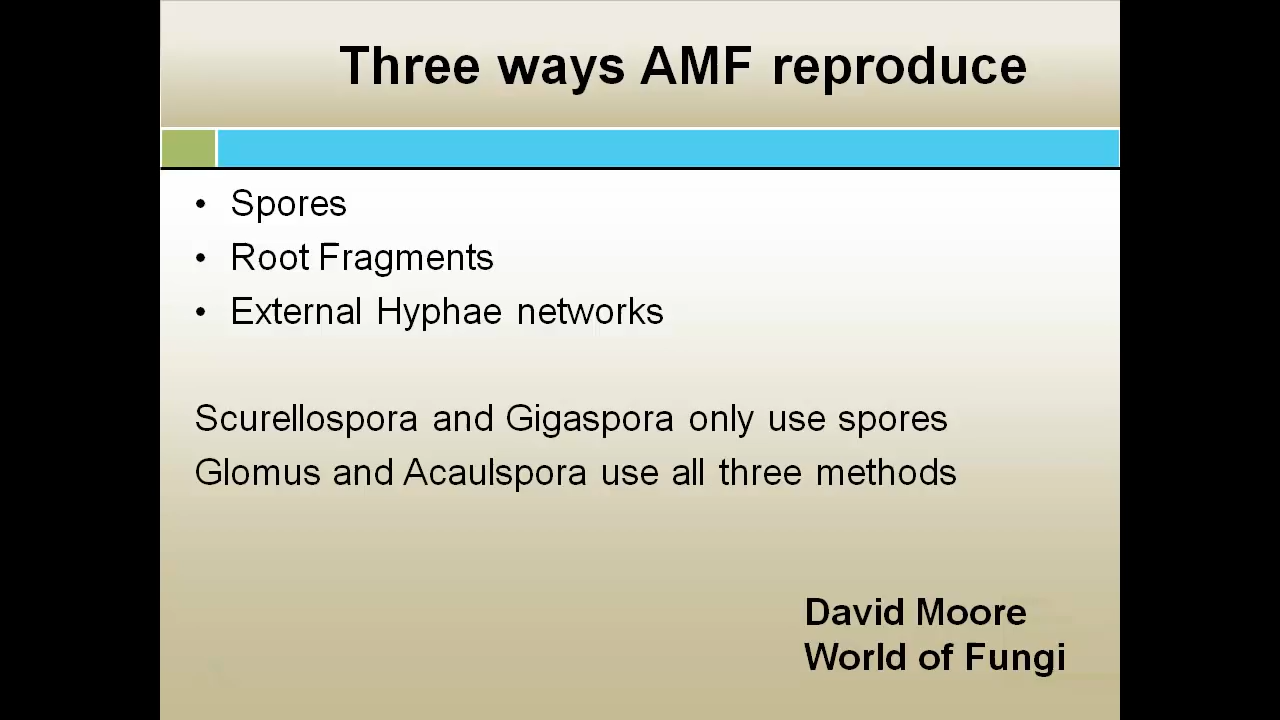 Three ways AMF reproduce
• Spores
• Root Fragments
• External Hyphae networks
Scurellospora and Gigaspora only use spores
Glomus and Acaulspora use all three methods
David Moore
World of Fungi